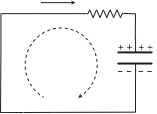 + + + +
- - - -